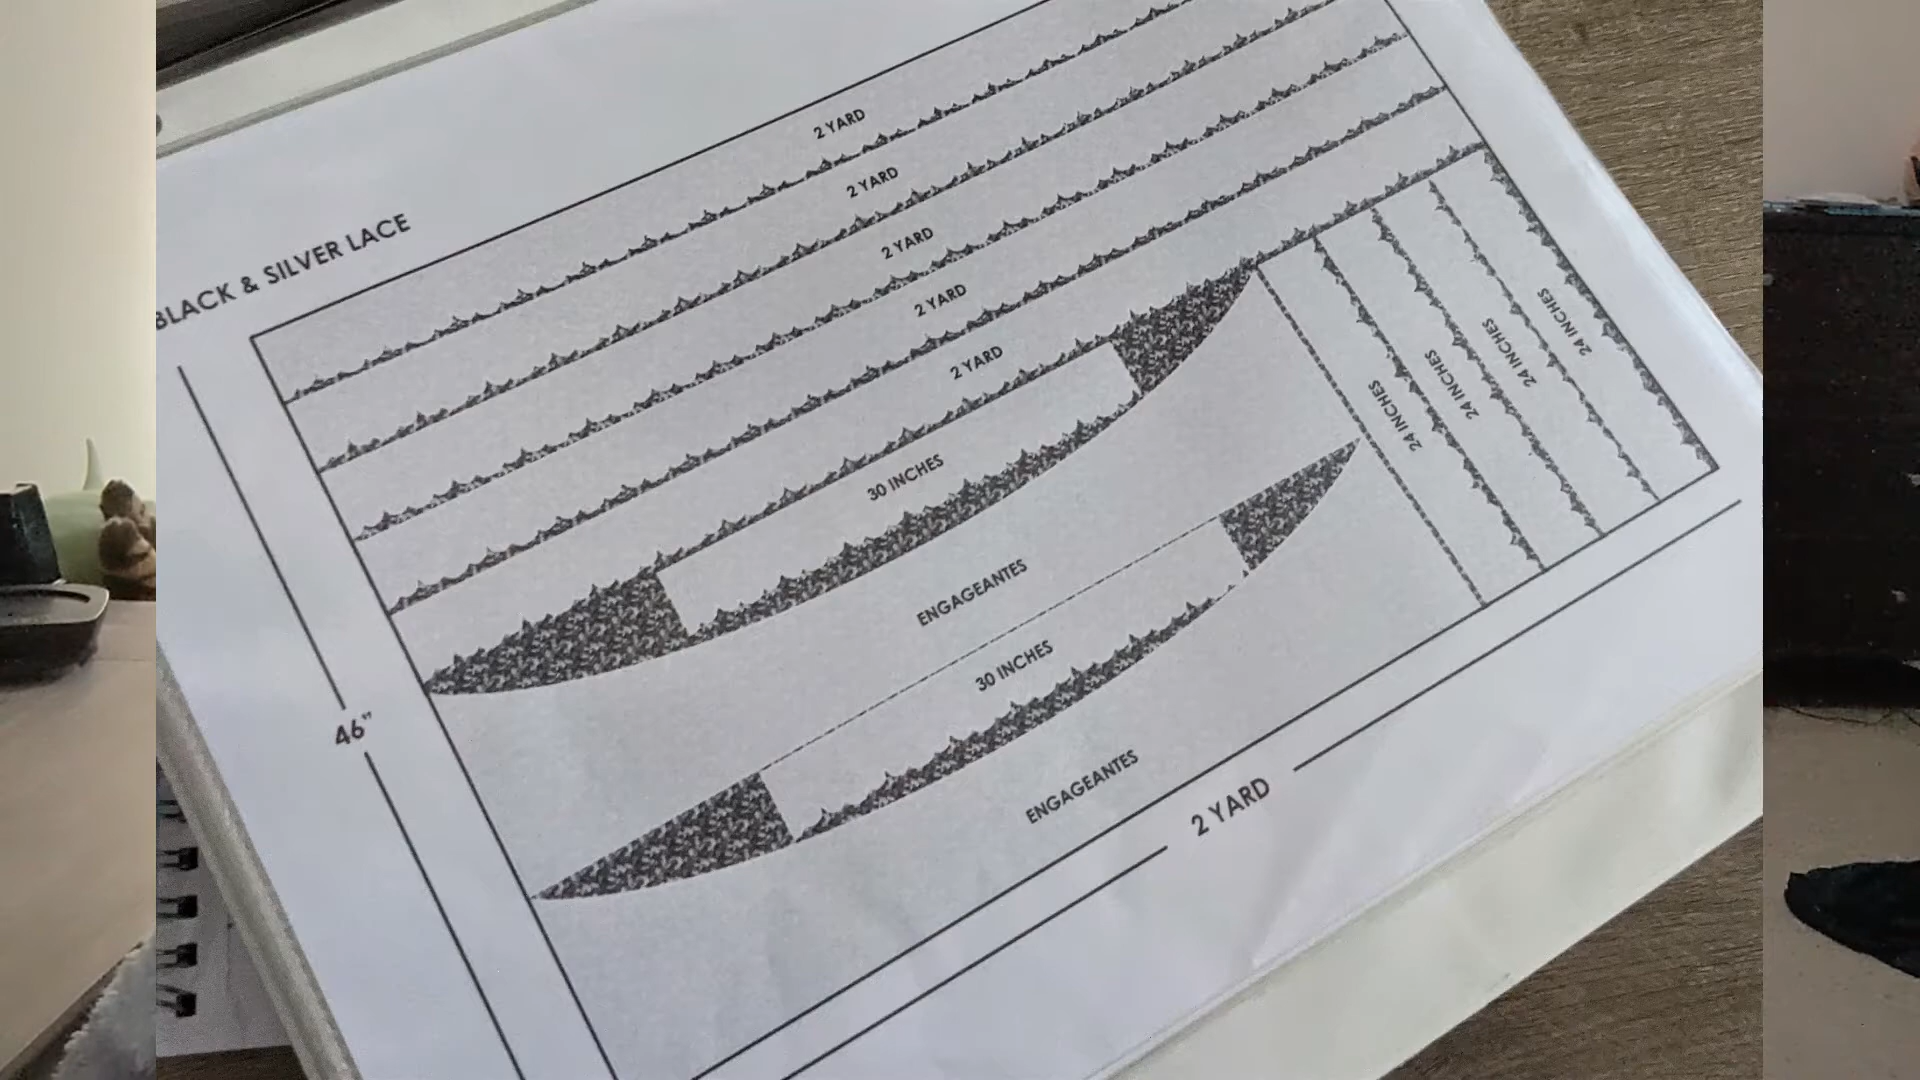 BLACK & SILVER LACE
2 YARD
2 YARD
2 YARD
2 YARD
2 YARD
30 INCHES
ENGAGEANTES
30 INCHES
ENGAGEANTES
24 INCHES
24 INCHES
24 INCHES
24 INCHES
46"
2 YARD